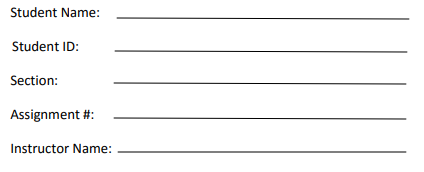 Student Name:
Student ID:
Section:
Assignment #:
Instructor Name: